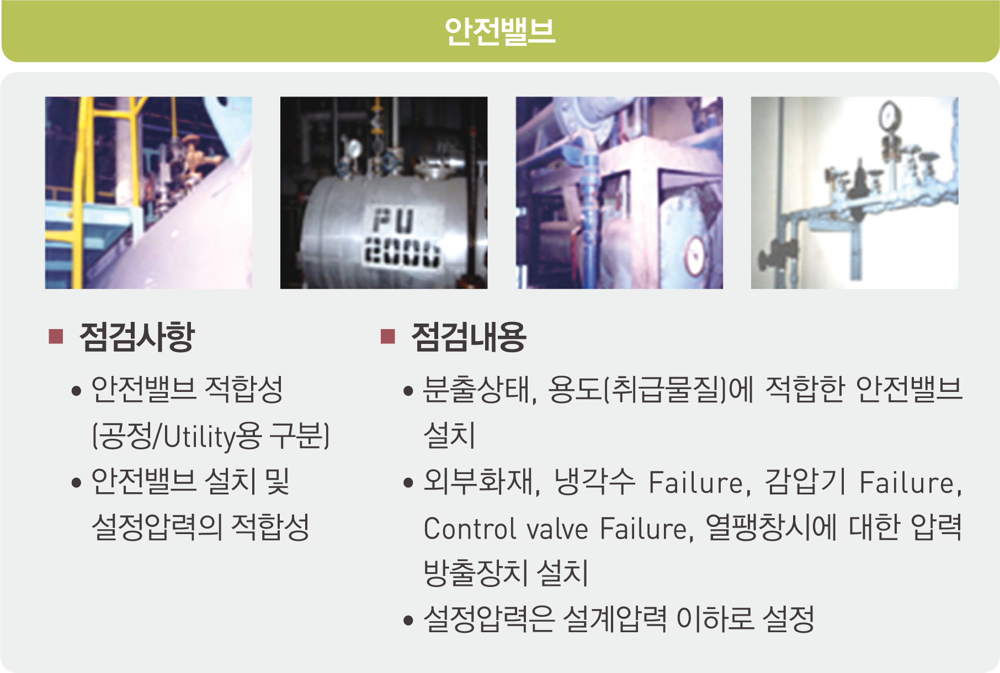 안전밸브
PU
2000
■ 점검사항
• 안전밸브 적합성
(공정/Utility용 구분)
• 안전밸브 설치 및
설정압력의 적합성
■ 점검내용
• 분출상태, 용도(취급물질)에 적합한 안전밸브
설치
• 외부화재, 냉각수 Failure, 감압기 Failure,
Control valve Failure, 열팽창시에 대한 압력
방출장치 설치
• 설정압력은 설계압력 이하로 설정